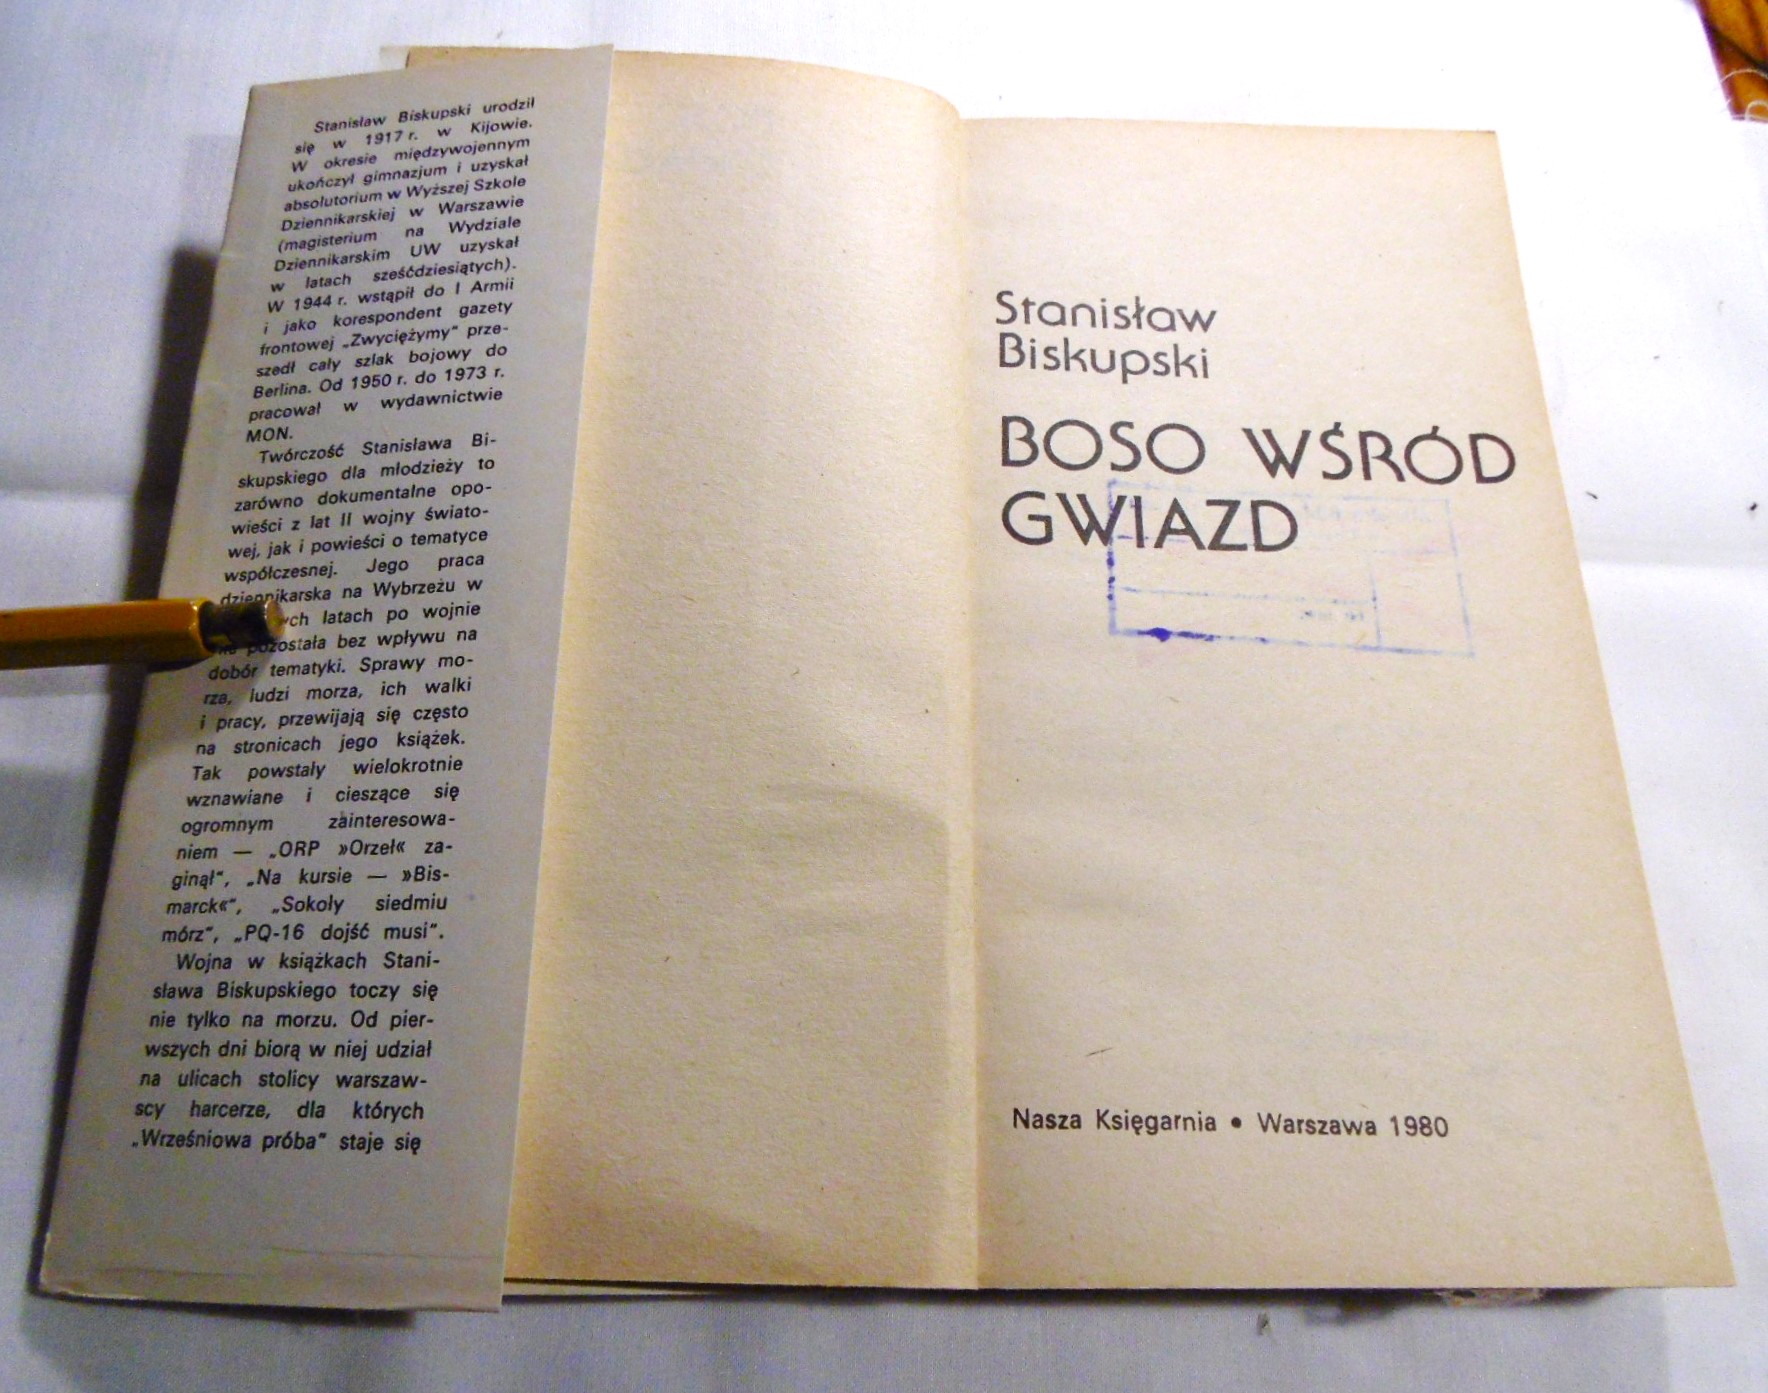 Stanisław Biskupski urodził
się w 1917 r. w Kijowie.
W okresie międzywojennym
ukończył gimnazjum i uzyskał
absolutorium w Wyższej Szkole
Dziennikarskiej w Warszawie
(magisterium na Wydziale
Dziennikarskim UW uzyskał
w latach sześćdziesiątych).
W 1944 r. wstąpił do I Armii
i jako korespondent gazety
frontowej „Zwyciężymy" prze-
szedł cały szlak bojowy do
Berlina. Od 1950 r. do 1973 r.
pracował w wydawnictwie
MON.
Twórczość Stanisława Bi-
skupskiego dla młodzieży to
zarówno dokumentalne opo-
wieści z lat II wojny świato-
wej, jak i powieści o tematyce
współczesnej. Jego praca
dziennikarska na Wybrzeżu w
latach po wojnie
pozostała bez wpływu na
dobór tematyki. Sprawy mo-
rza, ludzi morza, ich walki
i pracy, przewijają się często
na stronicach jego książek.
Tak powstały wielokrotnie
wznawiane i cieszące się
ogromnym zainteresowa-
niem — „ORP »Orzeł« za-
ginął", „Na kursie — »Bis-
marck«", „Sokoły siedmiu
mórz", „PQ-16 dojść musi".
Wojna w książkach Stani-
sława Biskupskiego toczy się
nie tylko na morzu. Od pier-
wszych dni biorą w niej udział
na ulicach stolicy warszaw-
scy harcerze, dla których
„Wrześniowa próba" staje się
Stanisław
Biskupski
BOSO WŚRÓD
GWIAZD
Nasza Księgarnia • Warszawa 1980